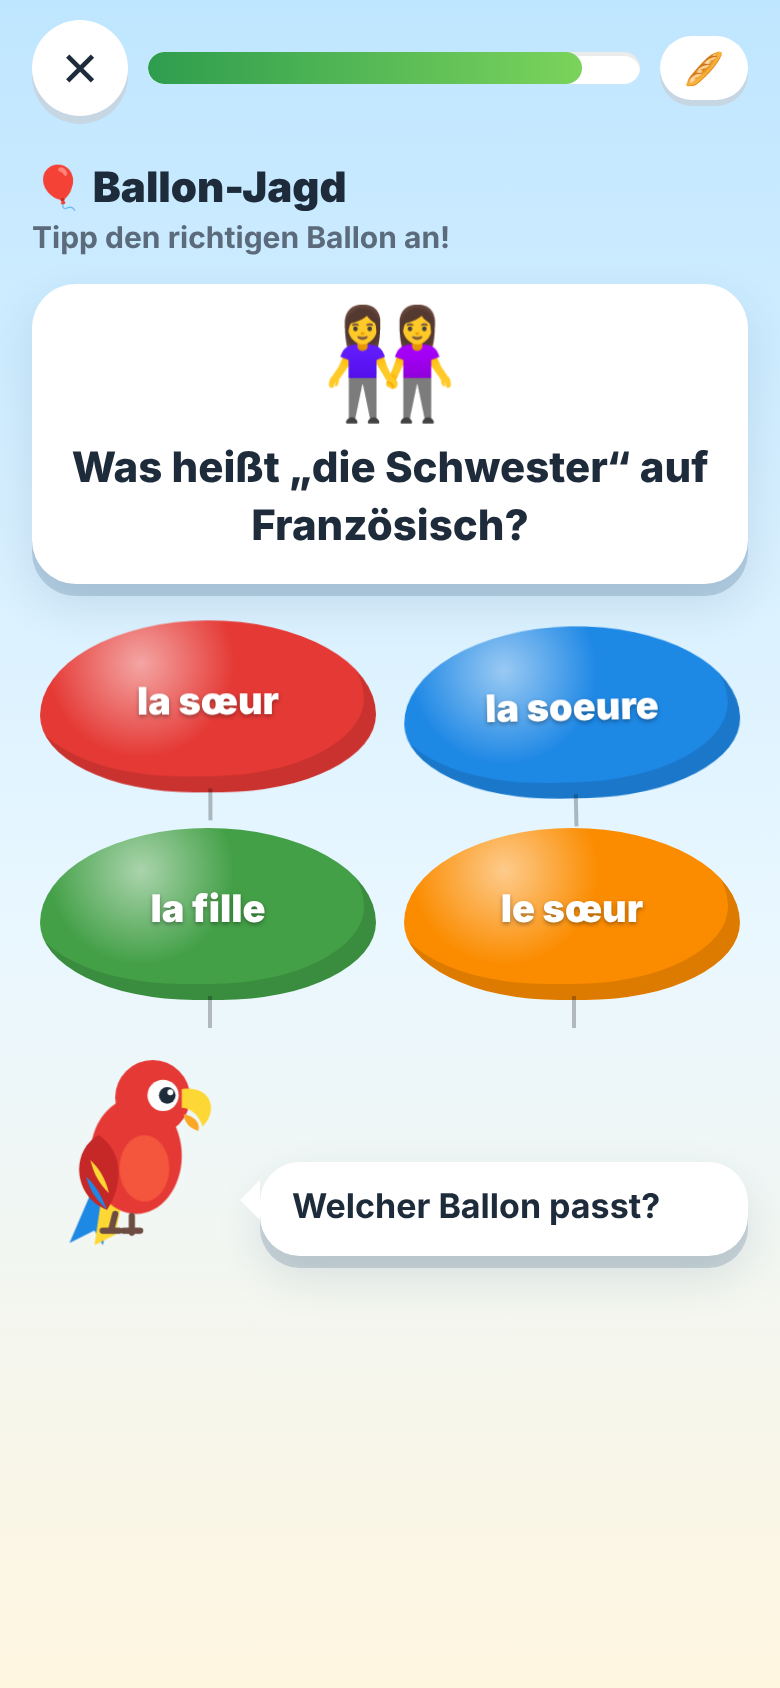 Ballon-Jagd
Tipp den richtigen Ballon an!
Was heißt „die Schwester“ auf
Französisch?
la sœur
la soeure
la fille
le sœur
Welcher Ballon passt?